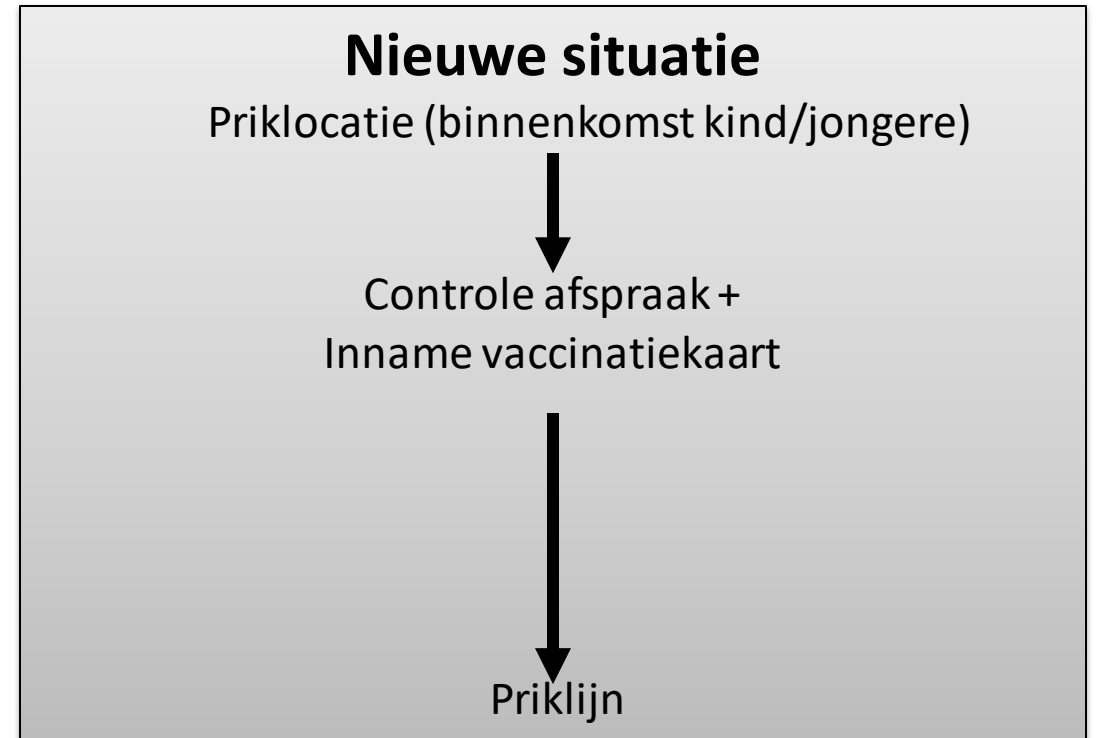 Nieuwe situatie
Priklocatie (binnenkomst kind/jongere)
Controle afspraak +
Inname vaccinatiekaart
Priklijn